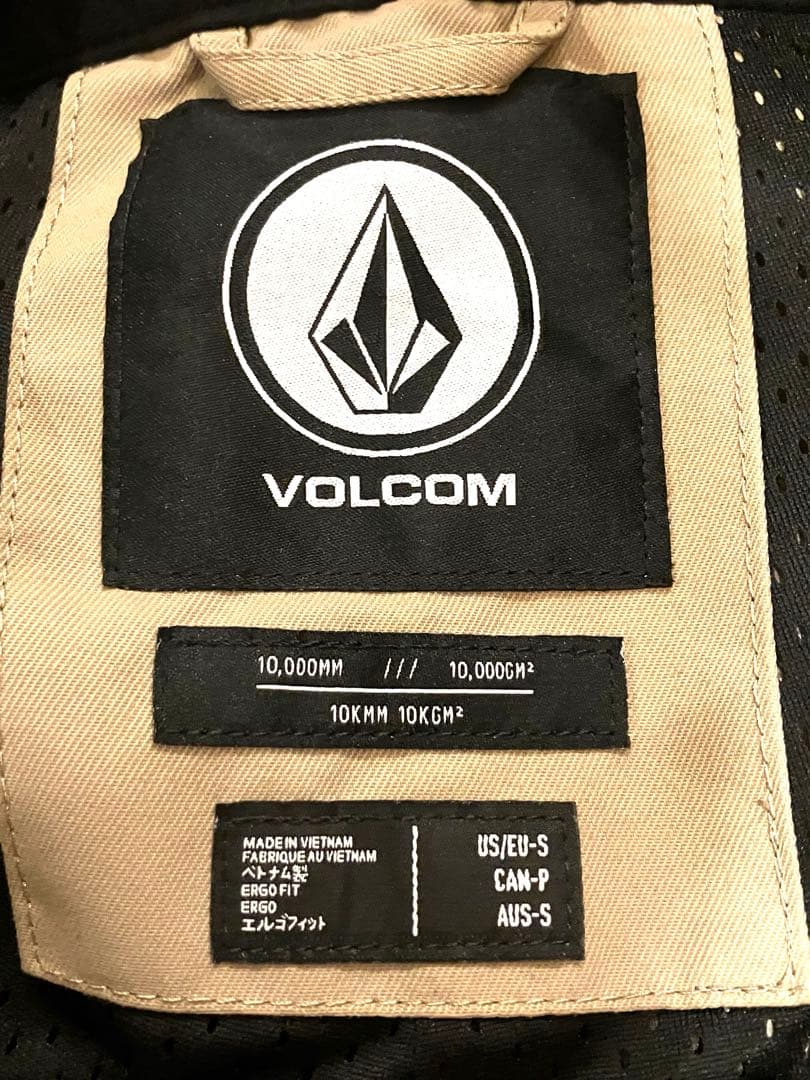 VOLCOM
10,000MM /// 10,000GM²
10KMM 10KGM²
MADE IN VIETNAM
FABRIQUE AU VIETNAM
ベトナム製
ERGO FIT
ERGO
エルゴフィット
US/EU-S
CAN-P
AUS-S